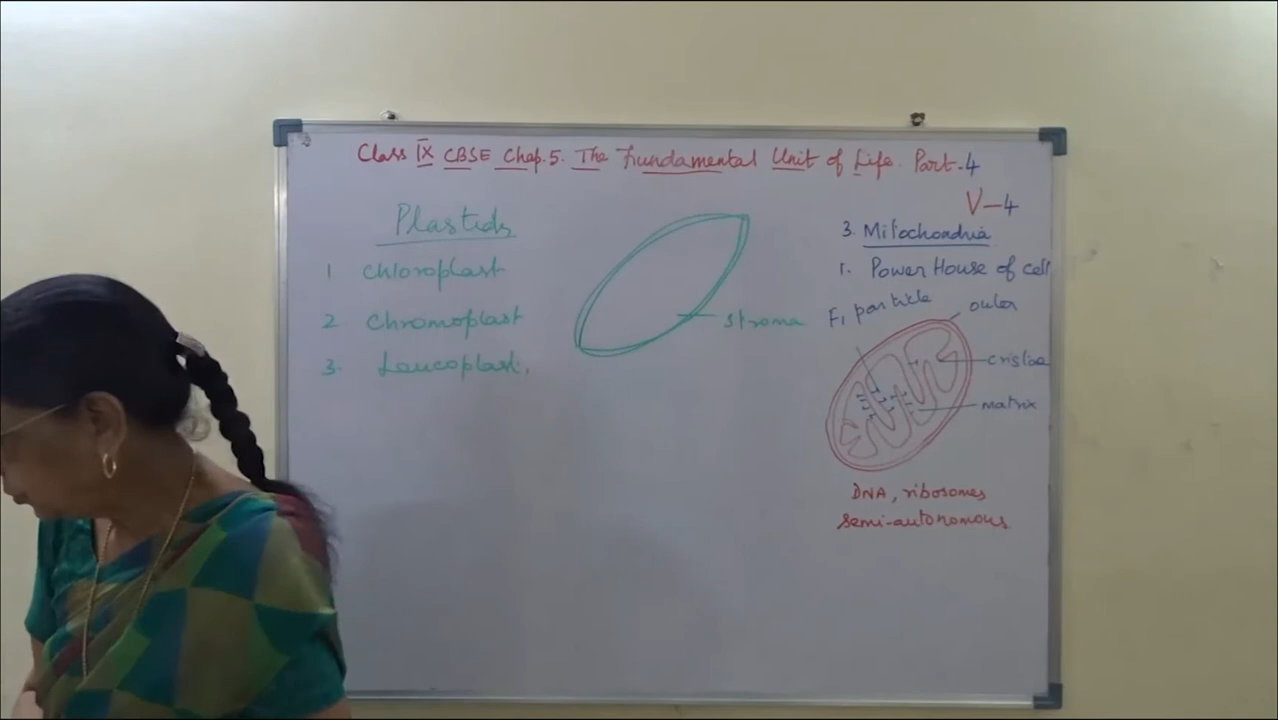 Class IX CBSE Chap. 5. The Fundamental Unit of Life. Part-4
V-4
Plastids
1 Chloroplast
2 Chromoplast
3. Leucoplast.
stroma
3. Mitochondria
1. Power House of cell
F1 particle
outer
cristae
matrix
DNA, ribosomes
semi-autonomous